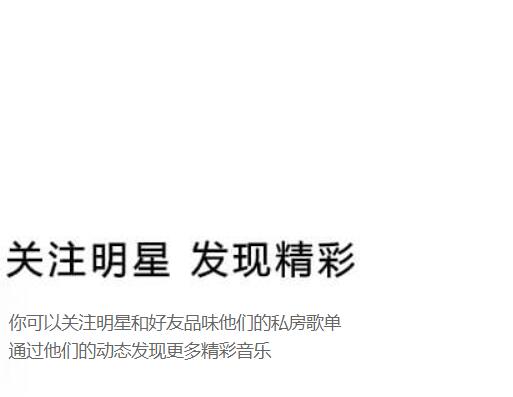 关注明星 发现精彩
你可以关注明星和好友品味他们的私房歌单
通过他们的动态发现更多精彩音乐